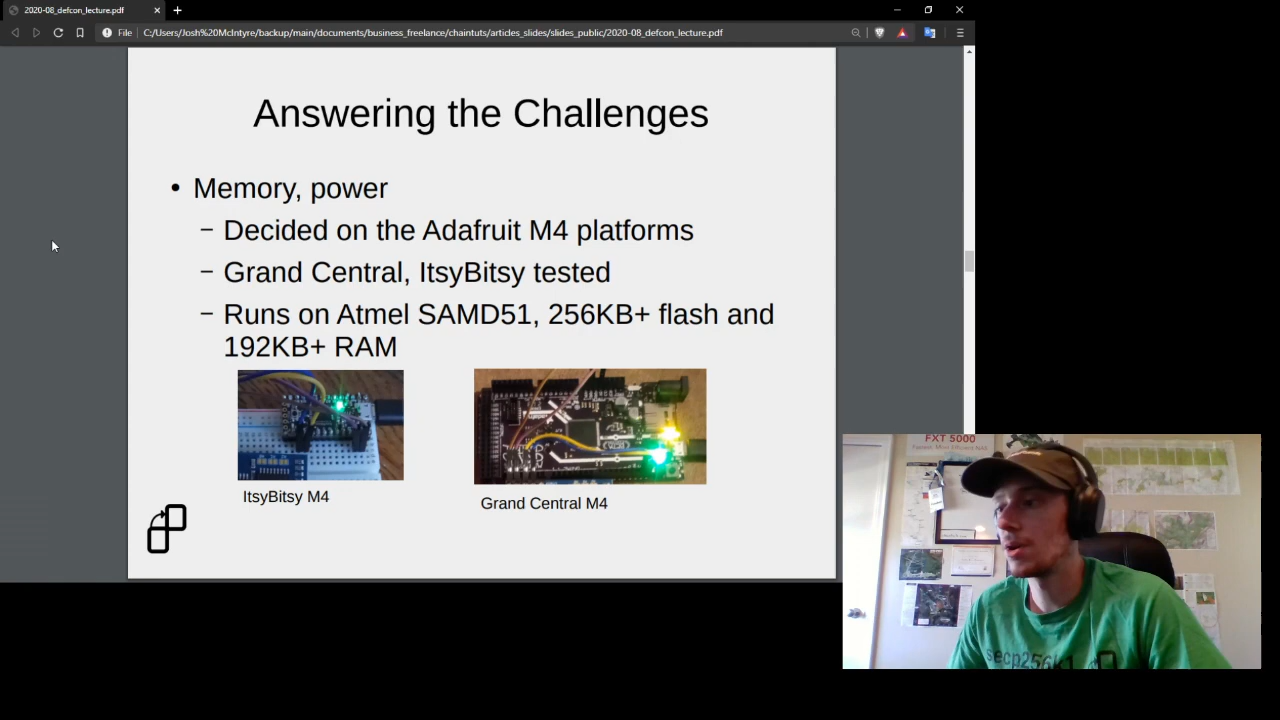 2020-08_defcon_lecture.pdf
File
C:/Users/Josh%20McIntyre/backup/main/documents/business_freelance/chaintuts/articles_slides/slides_public/2020-08_defcon_lecture.pdf
Answering the Challenges
• Memory, power
– Decided on the Adafruit M4 platforms
– Grand Central, ItsyBitsy tested
– Runs on Atmel SAMD51, 256KB+ flash and
192KB+ RAM
ItsyBitsy M4
Grand Central M4
FXT 5000
secp256k1